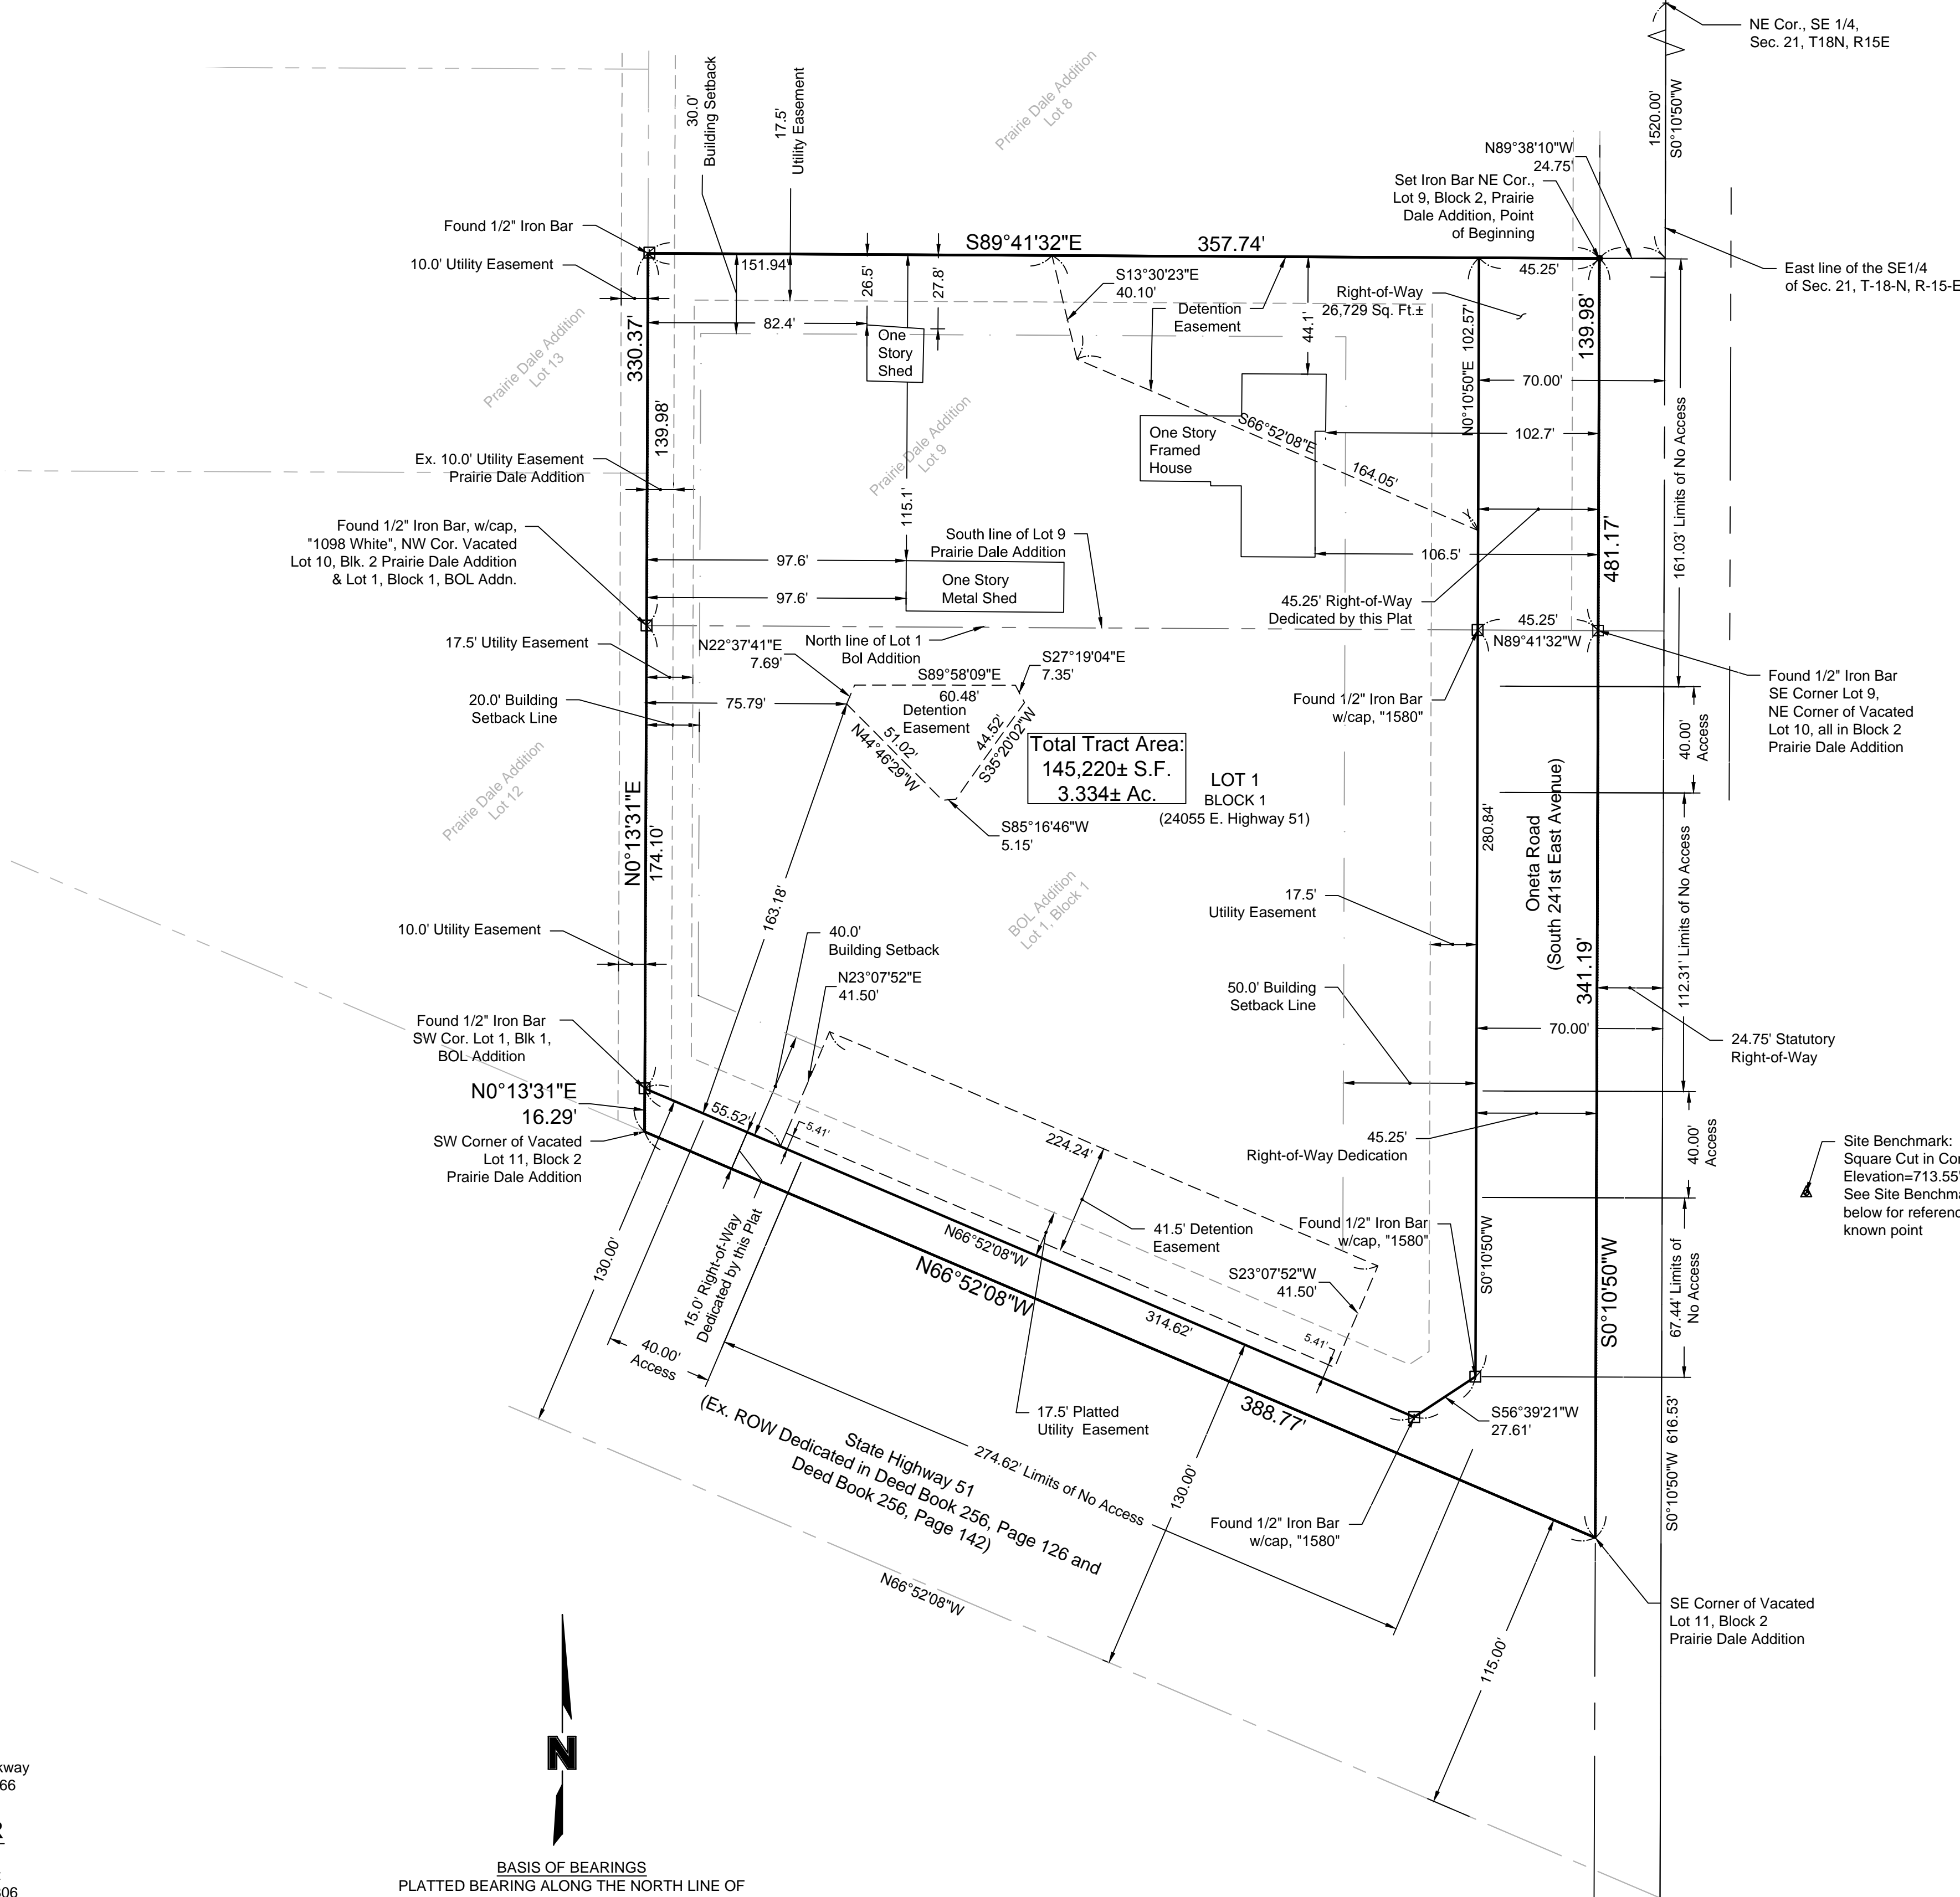 NE Cor., SE 1/4,
Sec. 21, T18N, R15E
1520.00'
S0°10'50"W
30.0'
Building Setback
17.5'
Utility Easement
Prairie Dale Addition
Lot 8
N89°38'10"W
24.75'
Set Iron Bar NE Cor.,
Lot 9, Block 2, Prairie
Dale Addition, Point
of Beginning
Found 1/2" Iron Bar
S89°41'32"E
357.74'
10.0' Utility Easement
151.94'
26.5'
27.8'
S13°30'23"E
40.10'
45.25'
East line of the SE1/4
of Sec. 21, T-18-N, R-15-E
Right-of-Way
26,729 Sq. Ft.±
Detention
Easement
44.1'
N0°10'50"E 102.57'
139.98'
82.4'
One
Story
Shed
Prairie Dale Addition
Lot 13
330.37'
139.98'
70.00'
161.03' Limits of No Access
Prairie Dale Addition
Lot 9
One Story
Framed
House
S66°52'08"E
164.05'
102.7'
Ex. 10.0' Utility Easement
Prairie Dale Addition
115.1'
Found 1/2" Iron Bar, w/cap,
"1098 White", NW Cor. Vacated
Lot 10, Blk. 2 Prairie Dale Addition
& Lot 1, Block 1, BOL Addn.
South line of Lot 9
Prairie Dale Addition
106.5'
481.17'
97.6'
One Story
Metal Shed
97.6'
45.25' Right-of-Way
Dedicated by this Plat
45.25'
N89°41'32"W
17.5' Utility Easement
North line of Lot 1
Bol Addition
N22°37'41"E
7.69'
S27°19'04"E
7.35'
S89°58'09"E
60.48'
Found 1/2" Iron Bar
SE Corner Lot 9,
NE Corner of Vacated
Lot 10, all in Block 2
Prairie Dale Addition
20.0' Building
Setback Line
75.79'
Detention
Easement
51.02'
N44°46'29"W
44.52'
S35°20'02"W
Found 1/2" Iron Bar
w/cap, "1580"
40.00'
Access
Total Tract Area:
145,220± S.F.
3.334± Ac.
LOT 1
BLOCK 1
(24055 E. Highway 51)
Prairie Dale Addition
Lot 12
N0°13'31"E
174.10'
S85°16'46"W
5.15'
280.84'
Oneta Road
(South 241st East Avenue)
BOL Addition
Lot 1, Block 1
17.5'
Utility Easement
112.31' Limits of No Access
163.18'
10.0' Utility Easement
40.0'
Building Setback
N23°07'52"E
41.50'
50.0' Building
Setback Line
341.19'
Found 1/2" Iron Bar
SW Cor. Lot 1, Blk 1,
BOL Addition
70.00'
24.75' Statutory
Right-of-Way
N0°13'31"E
16.29'
SW Corner of Vacated
Lot 11, Block 2
Prairie Dale Addition
55.52'
5.41'
224.24'
45.25'
Right-of-Way Dedication
40.00'
Access
Site Benchmark:
Square Cut in Con
Elevation=713.55'
See Site Benchma
below for referenc
known point
130.00'
15.0' Right-of-Way
Dedicated by this Plat
N66°52'08"W
N66°52'08"W
41.5' Detention
Easement
Found 1/2" Iron Bar
w/cap, "1580"
S0°10'50"W
S0°10'50"W
67.44' Limits of
No Access
S23°07'52"W
41.50'
314.62'
5.41'
40.00'
Access
17.5' Platted
Utility Easement
388.77'
S56°39'21"W
27.61'
S0°10'50"W 616.53'
State Highway 51
(Ex. ROW Dedicated in Deed Book 256, Page 126 and
Deed Book 256, Page 142)
274.62' Limits of No Access
130.00'
Found 1/2" Iron Bar
w/cap, "1580"
N66°52'08"W
SE Corner of Vacated
Lot 11, Block 2
Prairie Dale Addition
115.00'
N
kway
66
R
06
BASIS OF BEARINGS
PLATTED BEARING ALONG THE NORTH LINE OF